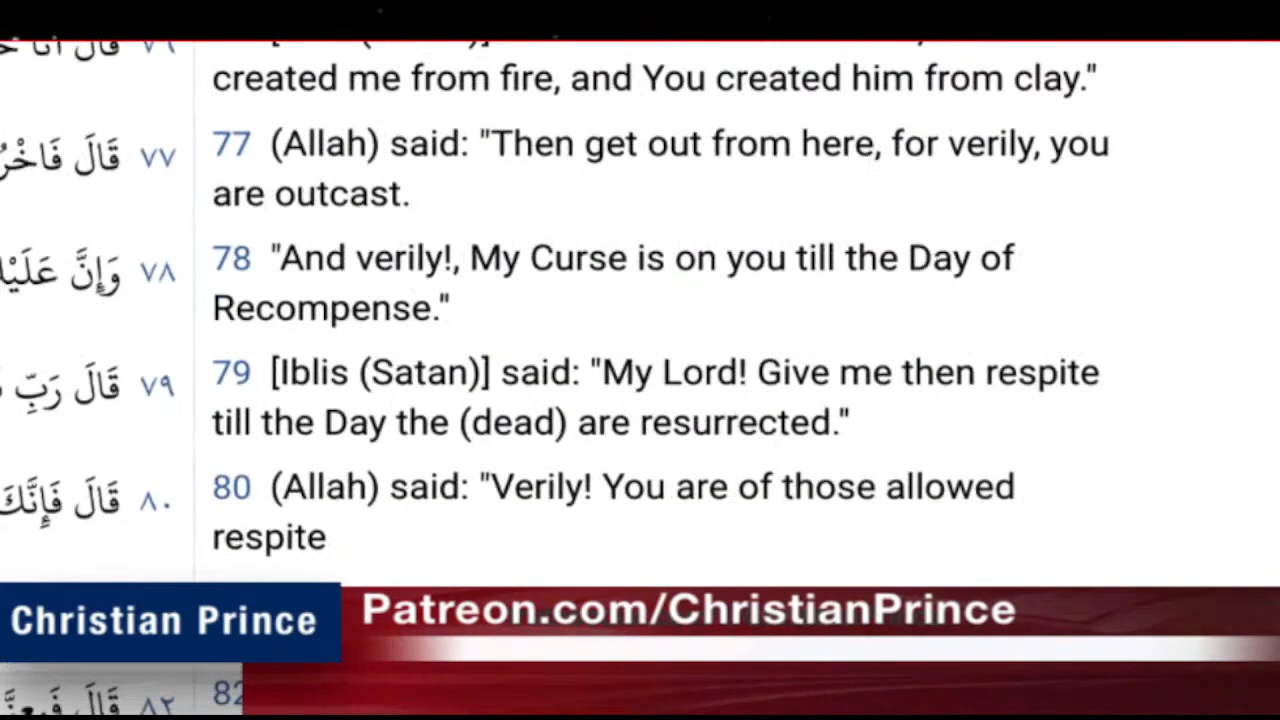 created me from fire, and You created him from clay."
٧٧ قَالَ
77 (Allah) said: "Then get out from here, for verily, you
are outcast.
٧٨ وَإِنَّ
78 "And verily!, My Curse is on you till the Day of
Recompense."
٧٩ قَالَ رَبِّ
79 [Iblis (Satan)] said: "My Lord! Give me then respite
till the Day the (dead) are resurrected."
٨٠ قَالَ فَإِنَّكَ
80 (Allah) said: "Verily! You are of those allowed
respite
Christian Prince
Patreon.com/ChristianPrince
٨٢ قَالَ
82